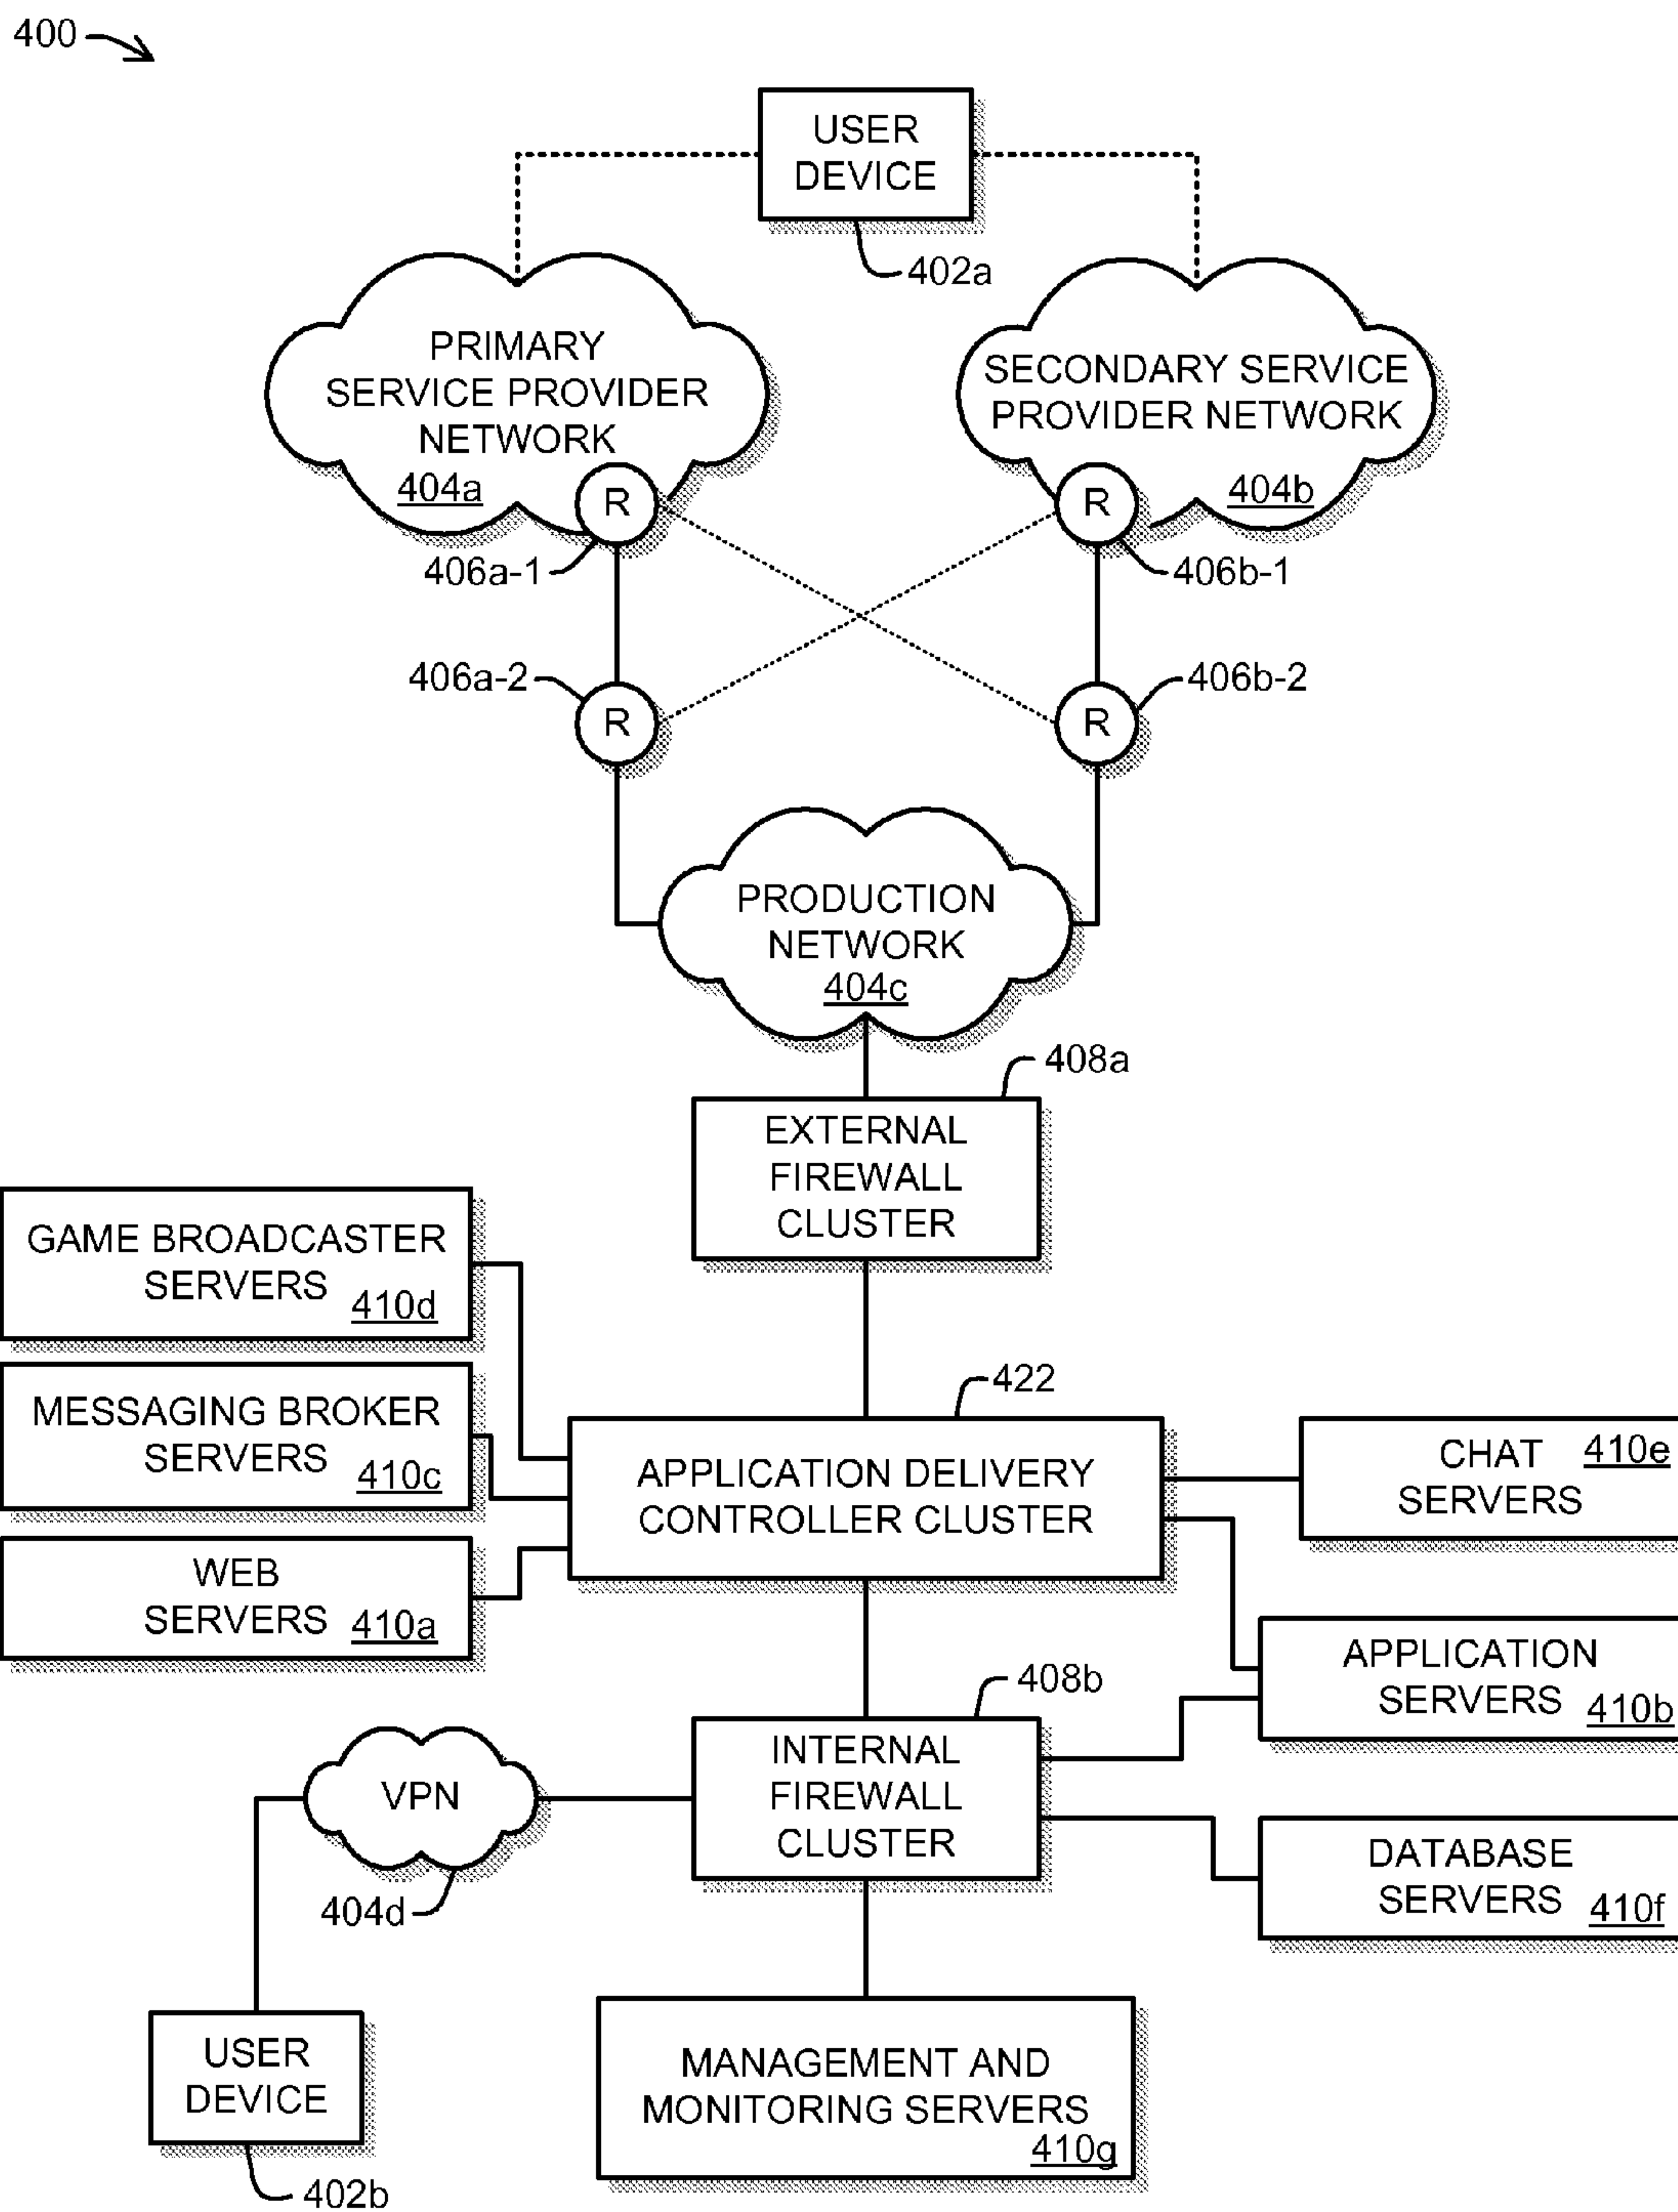 400
USER
DEVICE
402a
PRIMARY
SERVICE PROVIDER
NETWORK
404a
SECONDARY SERVICE
PROVIDER NETWORK
404b
R
R
406a-1
406b-1
406a-2
406b-2
R
R
PRODUCTION
NETWORK
404c
408a
EXTERNAL
FIREWALL
CLUSTER
GAME BROADCASTER
SERVERS
410d
MESSAGING BROKER
SERVERS
410c
WEB
SERVERS
410a
422
APPLICATION DELIVERY
CONTROLLER CLUSTER
CHAT
SERVERS
410e
APPLICATION
SERVERS
410b
408b
INTERNAL
FIREWALL
CLUSTER
VPN
404d
DATABASE
SERVERS
410f
USER
DEVICE
402b
MANAGEMENT AND
MONITORING SERVERS
410g